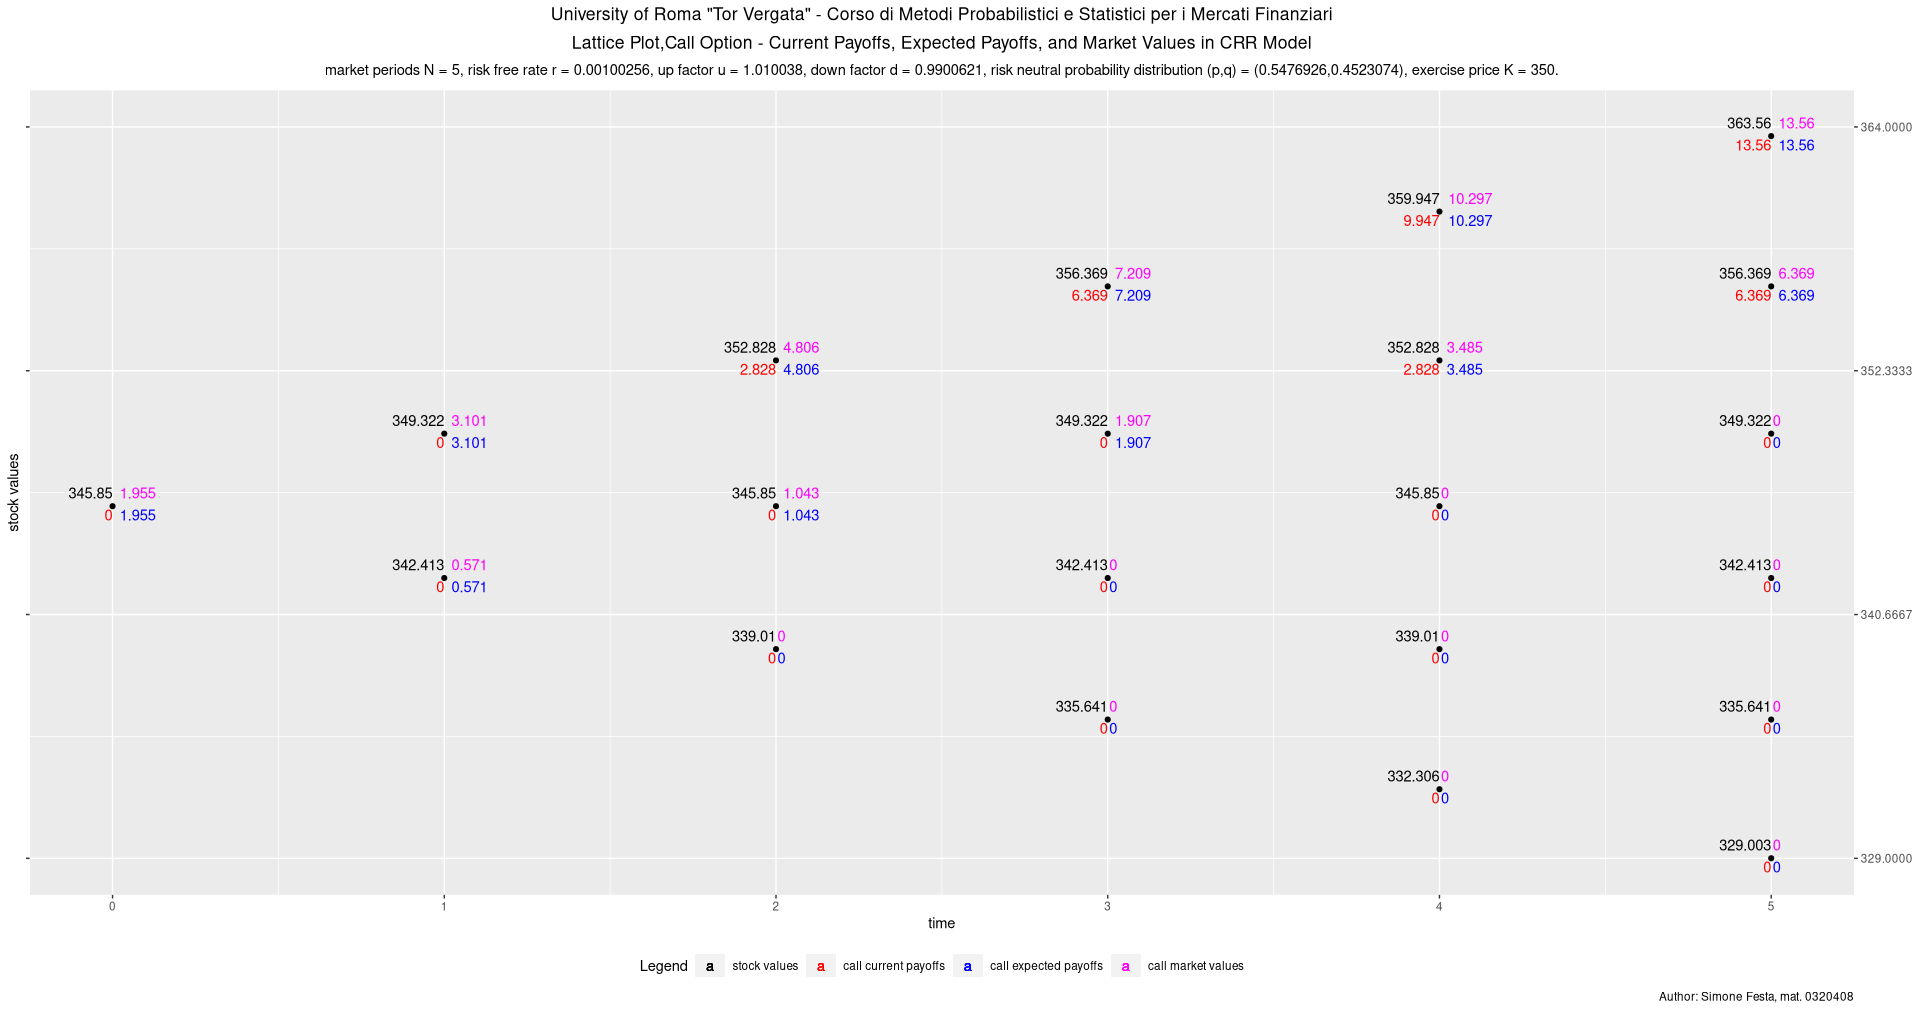 University of Roma "Tor Vergata" - Corso di Metodi Probabilistici e Statistici per i Mercati Finanziari
Lattice Plot,Call Option - Current Payoffs, Expected Payoffs, and Market Values in CRR Model
market periods N = 5, risk free rate r = 0.00100256, up factor u = 1.010038, down factor d = 0.9900621, risk neutral probability distribution (p,q) = (0.5476926,0.4523074), exercise price K = 350.
363.56 13.56
364.0000
13.56 13.56
359.947 10.297
9.947 10.297
356.369 7.209 356.369 6.369
6.369 7.209 6.369 6.369
352.828 4.806 352.828 3.485
2.828 4.806 2.828 3.485
352.3333
349.322 3.101 349.322 1.907 349.322 0
0 3.101 0 1.907 0 0
stock values
345.85 1.955 345.85 1.043 345.85 0
0 1.955 0 1.043 0 0
342.413 0.571 342.413 0 342.413 0
0 0.571 0 0 0 0
340.6667
339.01 0 339.01 0
0 0 0 0
335.641 0 335.641 0
0 0 0 0
332.306 0
0 0
329.003 0
329.0000
0 0
0 1 2 3 4 5
time
Legend a stock values a call current payoffs a call expected payoffs a call market values
Author: Simone Festa, mat. 0320408